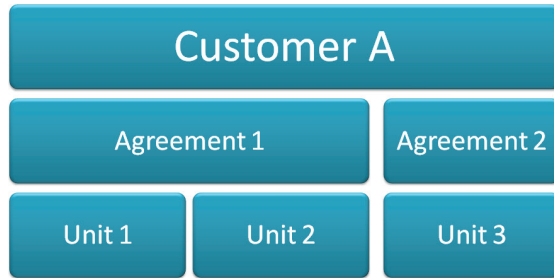 Customer A
Agreement 1
Agreement 2
Unit 1
Unit 2
Unit 3